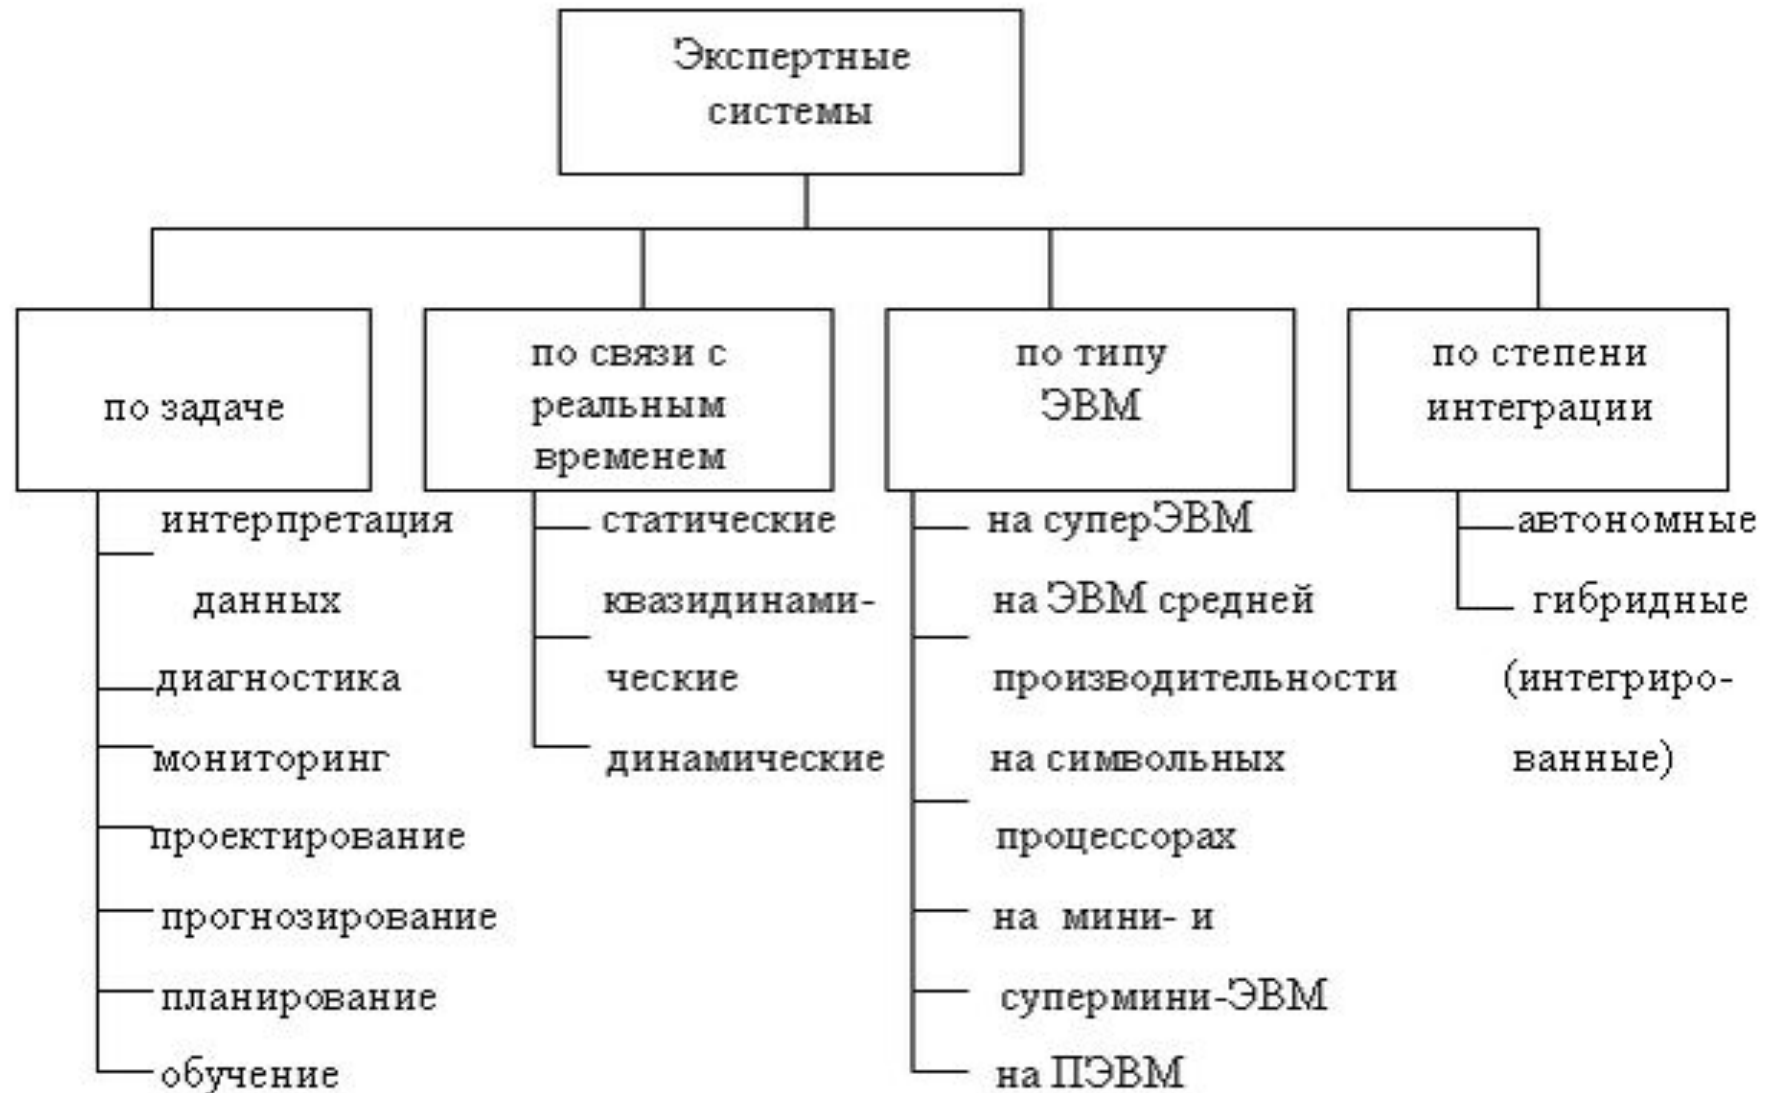 Экспертные
системы
по задаче
интерпретация
данных
диагностика
мониторинг
проектирование
прогнозирование
планирование
обучение
по связи с
реальным
временем
статические
квазидинами-
ческие
динамические
по типу
ЭВМ
на суперЭВМ
на ЭВМ средней
производительности
на символьных
процессорах
на мини- и
супермини-ЭВМ
на ПЭВМ
по степени
интеграции
автономные
гибридные
(интегриро-
ванные)